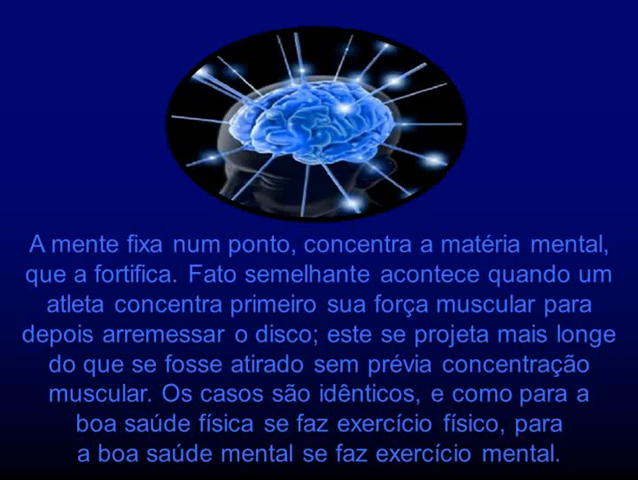 A mente fixa num ponto, concentra a matéria mental,
que a fortifica. Fato semelhante acontece quando um
atleta concentra primeiro sua força muscular para
depois arremessar o disco; este se projeta mais longe
do que se fosse atirado sem prévia concentração
muscular. Os casos são idênticos, e como para a
boa saúde física se faz exercício físico, para
a boa saúde mental se faz exercício mental.